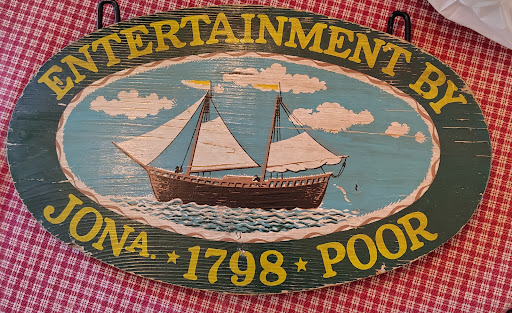 ENTERTAINMENT BY
JONA. ★ 1798 ★ POOR